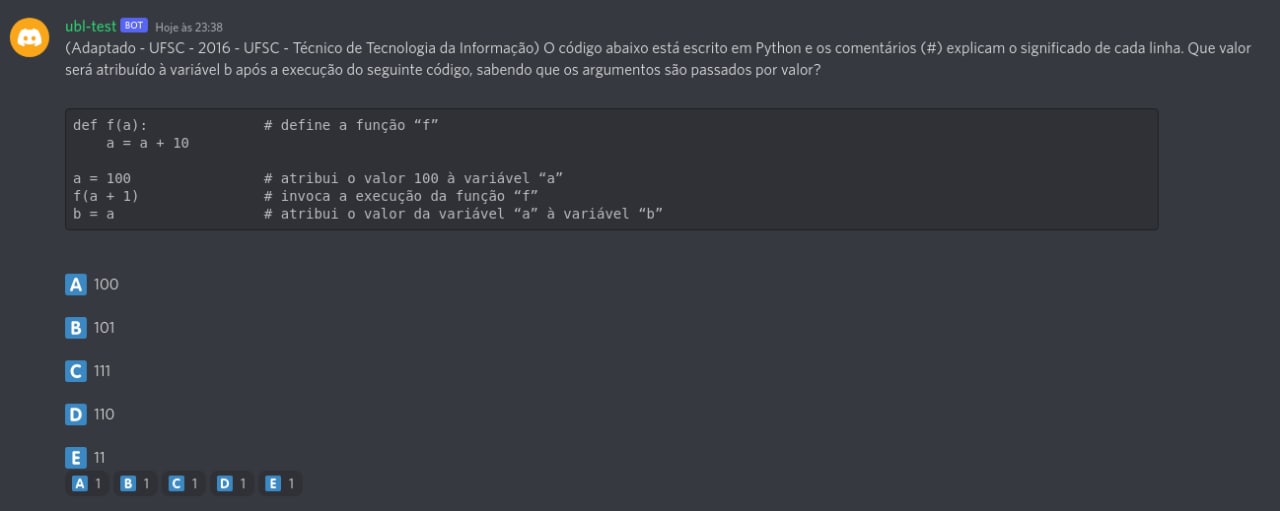 ubl-test BOT Hoje às 23:38
(Adaptado - UFSC - 2016 - UFSC - Técnico de Tecnologia da Informação) O código abaixo está escrito em Python e os comentários (#) explicam o significado de cada linha. Que valor
será atribuído à variável b após a execução do seguinte código, sabendo que os argumentos são passados por valor?
def f(a):              # define a função “f”
    a = a + 10
a = 100                # atribui o valor 100 à variável “a”
f(a + 1)               # invoca a execução da função “f”
b = a                  # atribui o valor da variável “a” à variável “b”
A 100
B 101
C 111
D 110
E 11
A 1 B 1 C 1 D 1 E 1